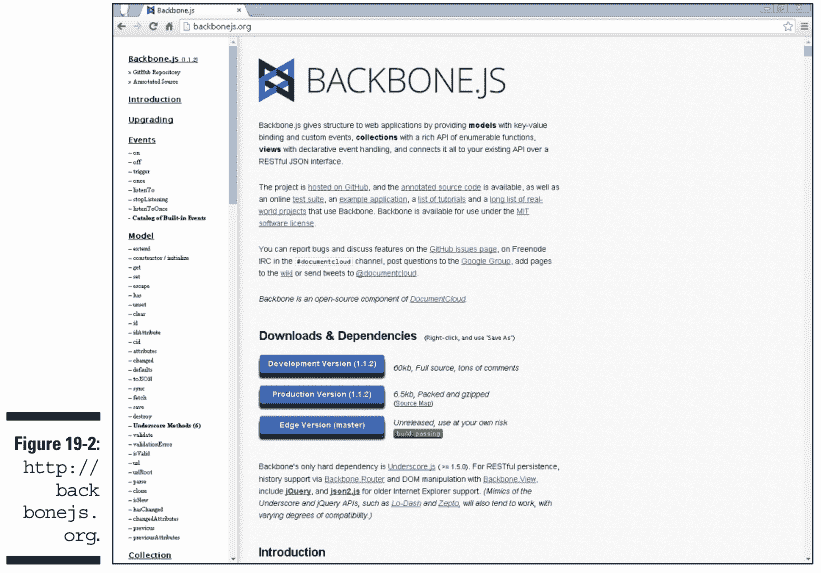 Backbone.js
backbonejs.org
Backbone.js (1.1.2)
» GitHub Repository
» Annotated Source
Introduction
Upgrading
Events
– on
– off
– trigger
– once
– listenTo
– stopListening
– listenToOnce
- Catalog of Built-in Events
Model
– extend
– constructor / initialize
– get
– set
– escape
– has
– unset
– clear
– id
– idAttribute
– cid
– attributes
– changed
– defaults
– toJSON
– sync
– fetch
– save
– destroy
– Underscore Methods (6)
– validate
– validationError
– isValid
– url
– urlRoot
– parse
– clone
– isNew
– hasChanged
– changedAttributes
– previous
– previousAttributes
Collection
BACKBONE.JS
Backbone.js gives structure to web applications by providing models with key-value
binding and custom events, collections with a rich API of enumerable functions,
views with declarative event handling, and connects it all to your existing API over a
RESTful JSON interface.
The project is hosted on GitHub, and the annotated source code is available, as well as
an online test suite, an example application, a list of tutorials and a long list of real-
world projects that use Backbone. Backbone is available for use under the MIT
software license.
You can report bugs and discuss features on the GitHub issues page, on Freenode
IRC in the #documentcloud channel, post questions to the Google Group, add pages
to the wiki or send tweets to @documentcloud.
Backbone is an open-source component of DocumentCloud.
Downloads & Dependencies (Right-click, and use "Save As")
Development Version (1.1.2) 60kb, Full source, tons of comments
Production Version (1.1.2) 6.5kb, Packed and gzipped
(Source Map)
Edge Version (master) Unreleased, use at your own risk
build passing
Backbone's only hard dependency is Underscore.js ( >= 1.5.0). For RESTful persistence,
history support via Backbone.Router and DOM manipulation with Backbone.View,
include jQuery, and json2.js for older Internet Explorer support. (Mimics of the
Underscore and jQuery APIs, such as Lo-Dash and Zepto, will also tend to work, with
varying degrees of compatibility.)
Introduction
Figure 19-2:
http://
back
bonejs.
org.